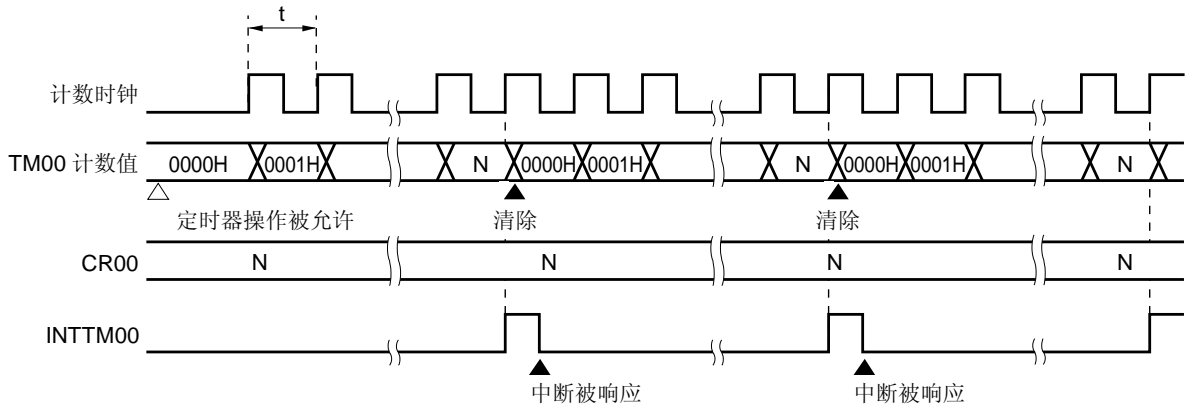 t
计数时钟
TM00 计数值 0000H 0001H N 0000H 0001H N 0000H 0001H N
定时器操作被允许 清除 清除
CR00 N N N N
INTTM00
中断被响应 中断被响应